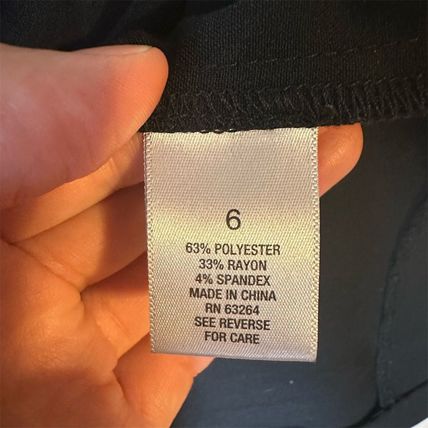 6
63% POLYESTER
33% RAYON
4% SPANDEX
MADE IN CHINA
RN 63264
SEE REVERSE
FOR CARE